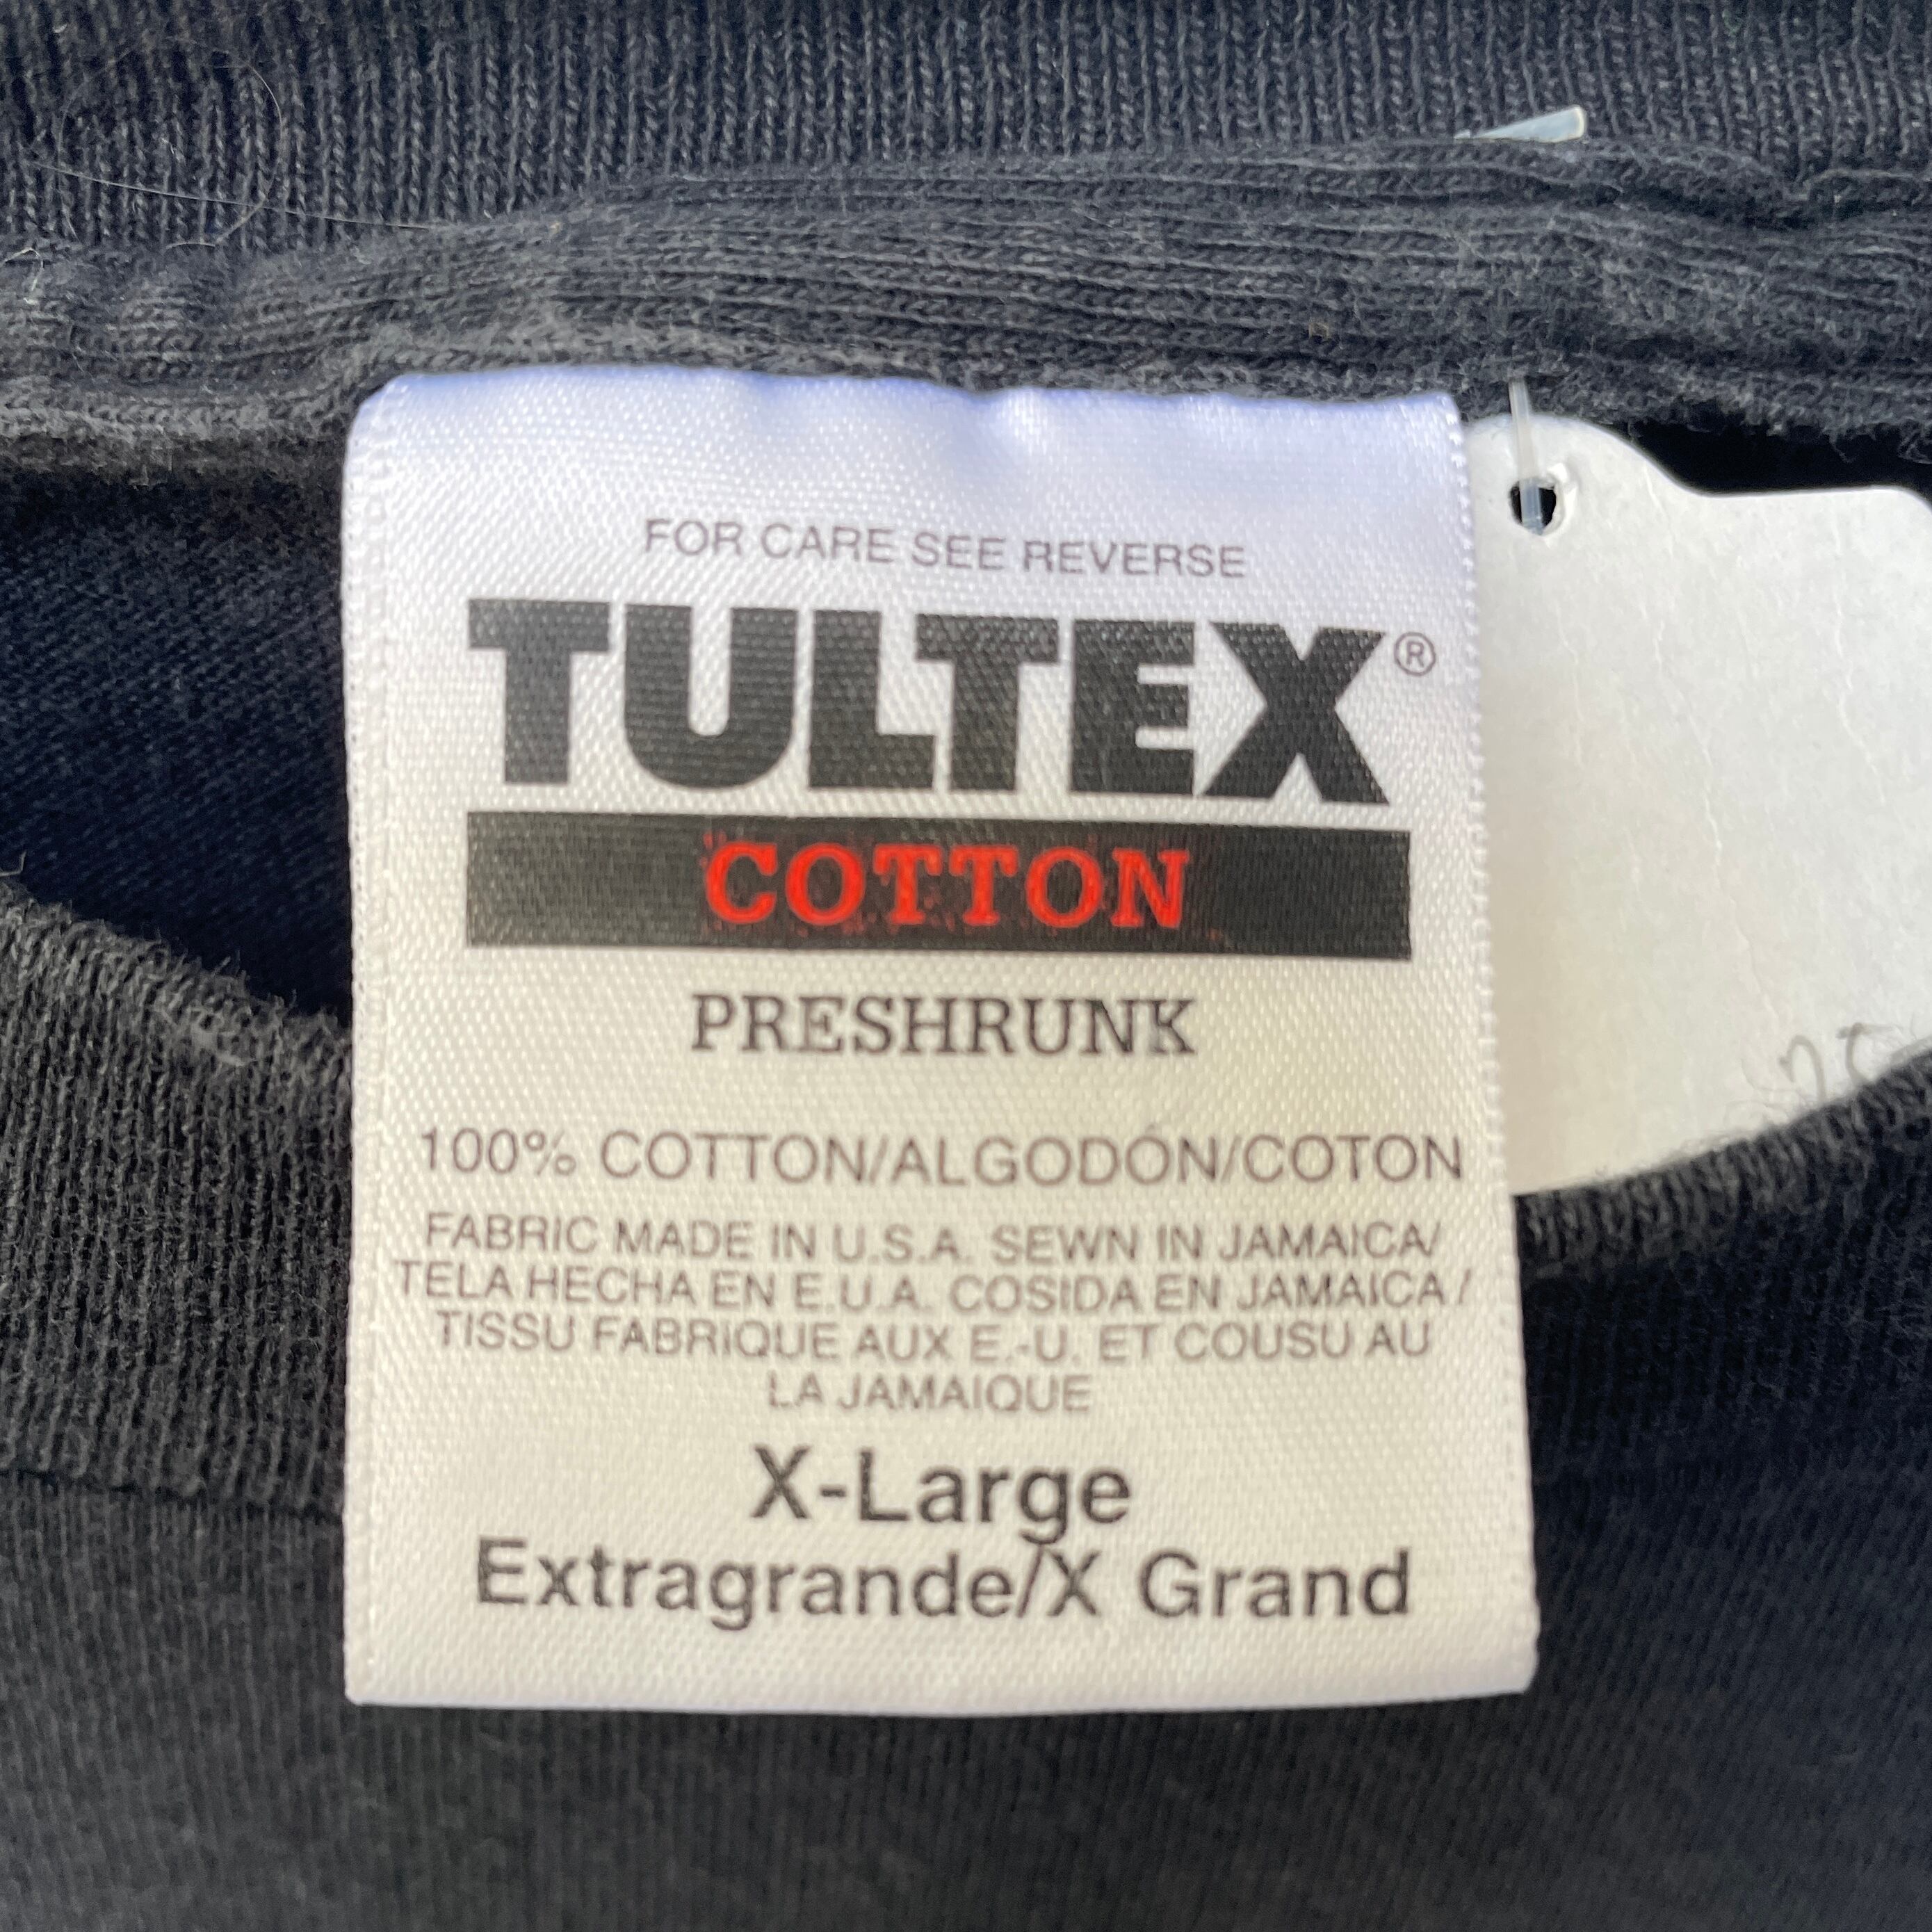 FOR CARE SEE REVERSE
TULTEX®
COTTON
PRESHRUNK
100% COTTON/ALGODÓN/COTON
FABRIC MADE IN U.S.A. SEWN IN JAMAICA/
TELA HECHA EN E.U.A. COSIDA EN JAMAICA /
TISSU FABRIQUE AUX E.-U. ET COUSU AU
LA JAMAIQUE
X-Large
Extragrande/X Grand